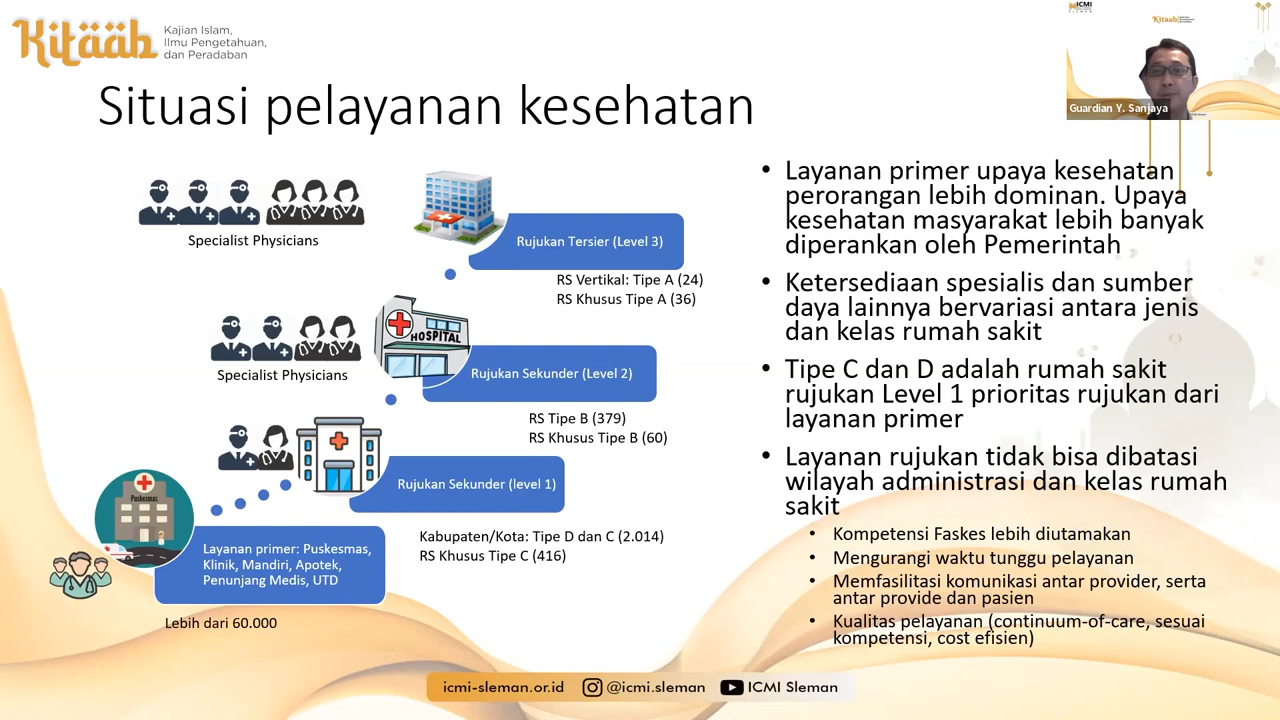 Kitaab
Kajian Islam,
Ilmu Pengetahuan,
dan Peradaban
ICMI
Kitaab
Guardian Y. Sanjaya
Situasi pelayanan kesehatan
Specialist Physicians
Rujukan Tersier (Level 3)
RS Vertikal: Tipe A (24)
RS Khusus Tipe A (36)
HOSPITAL
Specialist Physicians
Rujukan Sekunder (Level 2)
RS Tipe B (379)
RS Khusus Tipe B (60)
Rujukan Sekunder (level 1)
Kabupaten/Kota: Tipe D dan C (2.014)
RS Khusus Tipe C (416)
Puskesmas
Layanan primer: Puskesmas,
Klinik, Mandiri, Apotek,
Penunjang Medis, UTD
Lebih dari 60.000
• Layanan primer upaya kesehatan
perorangan lebih dominan. Upaya
kesehatan masyarakat lebih banyak
diperankan oleh Pemerintah
• Ketersediaan spesialis dan sumber
daya lainnya bervariasi antara jenis
dan kelas rumah sakit
• Tipe C dan D adalah rumah sakit
rujukan Level 1 prioritas rujukan dari
layanan primer
• Layanan rujukan tidak bisa dibatasi
wilayah administrasi dan kelas rumah
sakit
• Kompetensi Faskes lebih diutamakan
• Mengurangi waktu tunggu pelayanan
• Memfasilitasi komunikasi antar provider, serta
antar provide dan pasien
• Kualitas pelayanan (continuum-of-care, sesuai
kompetensi, cost efisien)
icmi-sleman.or.id @icmi.sleman ICMI Sleman